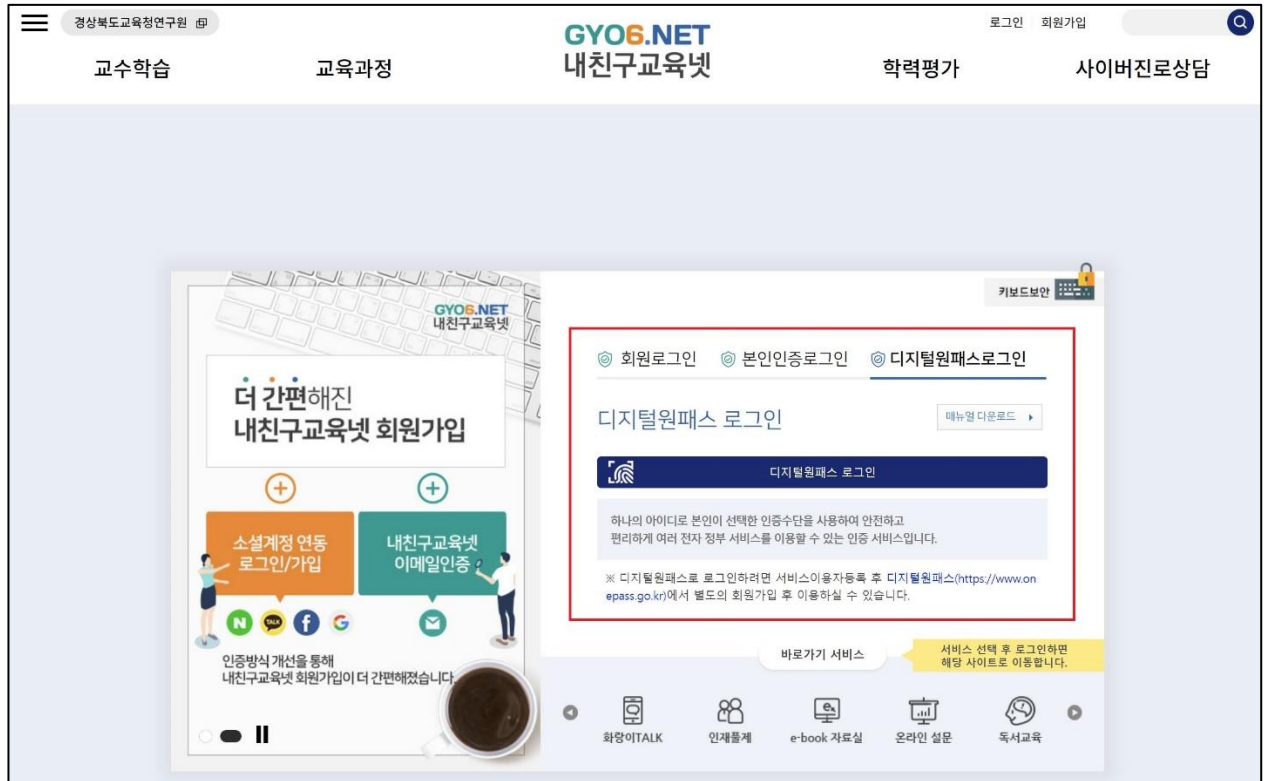 경상북도교육청연구원
로그인 회원가입
GYO6.NET
내친구교육넷
교수학습 교육과정 학력평가 사이버진로상담
GYO6.NET
내친구교육넷
더 간편해진
내친구교육넷 회원가입
소셜계정 연동
로그인/가입
내친구교육넷
이메일인증
N TALK f G
인증방식 개선을 통해
내친구교육넷 회원가입이 더 간편해졌습니다.
키보드보안
회원로그인 본인인증로그인 디지털원패스로그인
디지털원패스 로그인
매뉴얼 다운로드
디지털원패스 로그인
하나의 아이디로 본인이 선택한 인증수단을 사용하여 안전하고
편리하게 여러 전자 정부 서비스를 이용할 수 있는 인증 서비스입니다.
※ 디지털원패스로 로그인하려면 서비스이용자등록 후 디지털원패스(https://www.on
epass.go.kr)에서 별도의 회원가입 후 이용하실 수 있습니다.
바로가기 서비스
서비스 선택 후 로그인하면
해당 사이트로 이동합니다.
화랑이TALK 인재풀제 e-book 자료실 온라인 설문 독서교육